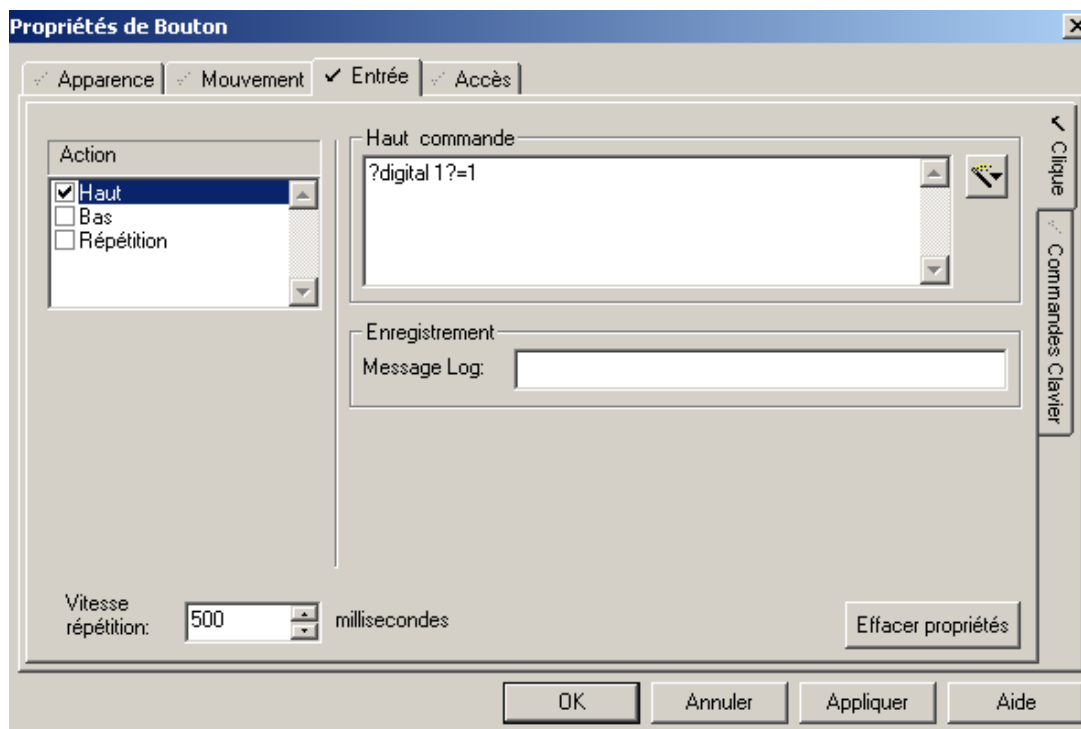 Propriétés de Bouton
Apparence Mouvement Entrée Accès
Action
Haut
Bas
Répétition
Haut commande
?digital 1?=1
Enregistrement
Message Log:
Clique
Commandes Clavier
Vitesse
répétition:
500
millisecondes
Effacer propriétés
OK Annuler Appliquer Aide